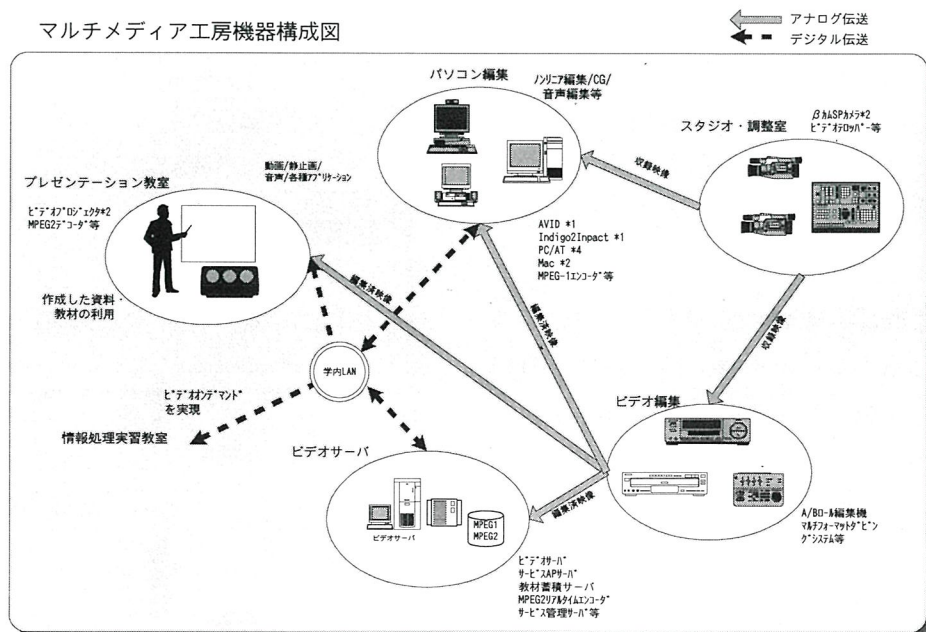 マルチメディア工房機器構成図
アナログ伝送
デジタル伝送
パソコン編集
ノンリニア編集/CG/
音声編集等
スタジオ・調整室
βカムSPカメラ*2
ビデオテロッパー等
収録映像
動画/静止画/
音声/各種アプリケーション
プレゼンテーション教室
ビデオプロジェクタ*2
MPEG2デコーダ等
AVID *1
Indigo2Inpact *1
PC/AT *4
Mac *2
MPEG-1エンコーダ等
作成した資料・
教材の利用
編集済映像
編集済映像
収録映像
学内LAN
ビデオオンデマンド
を実現
情報処理実習教室
ビデオ編集
ビデオサーバ
編集済映像
ビデオサーバ
MPEG1
MPEG2
A/Bロール編集機
マルチフォーマットダビン
グシステム等
ビデオサーバ
サービスAPサーバ
教材蓄積サーバ
MPEG2リアルタイムエンコーダ
サービス管理サーバ等